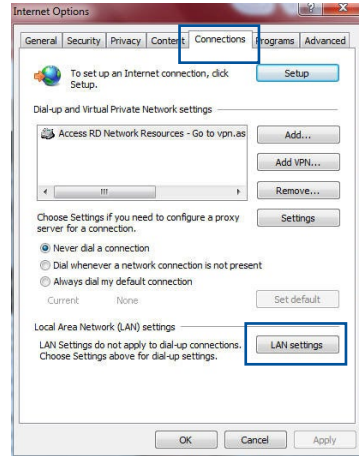 Internet Options
General Security Privacy Content Connections Programs Advanced
To set up an Internet connection, click
Setup.
Setup
Dial-up and Virtual Private Network settings
Access RD Network Resources - Go to vpn.as
Add...
Add VPN...
Remove...
Choose Settings if you need to configure a proxy
server for a connection.
Settings
Never dial a connection
Dial whenever a network connection is not present
Always dial my default connection
Current None
Set default
Local Area Network (LAN) settings
LAN Settings do not apply to dial-up connections.
Choose Settings above for dial-up settings.
LAN settings
OK Cancel Apply